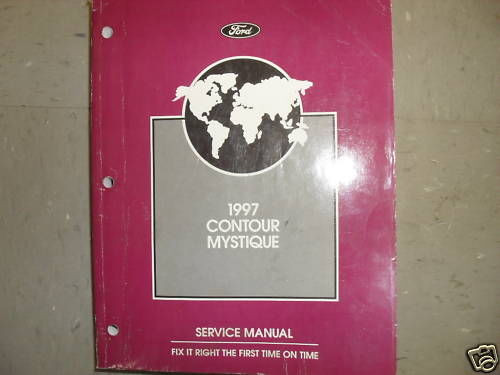 Ford
1997
CONTOUR
MYSTIQUE
SERVICE MANUAL
FIX IT RIGHT THE FIRST TIME ON TIME